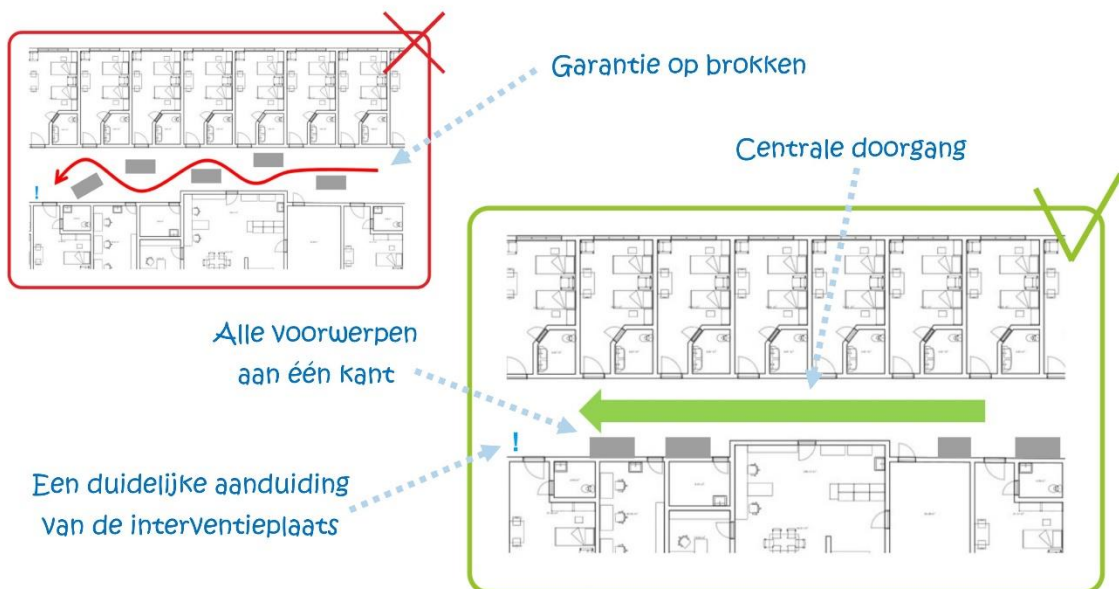 Garantie op brokken
Centrale doorgang
!
Alle voorwerpen
aan één kant
!
Een duidelijke aanduiding
van de interventieplaats